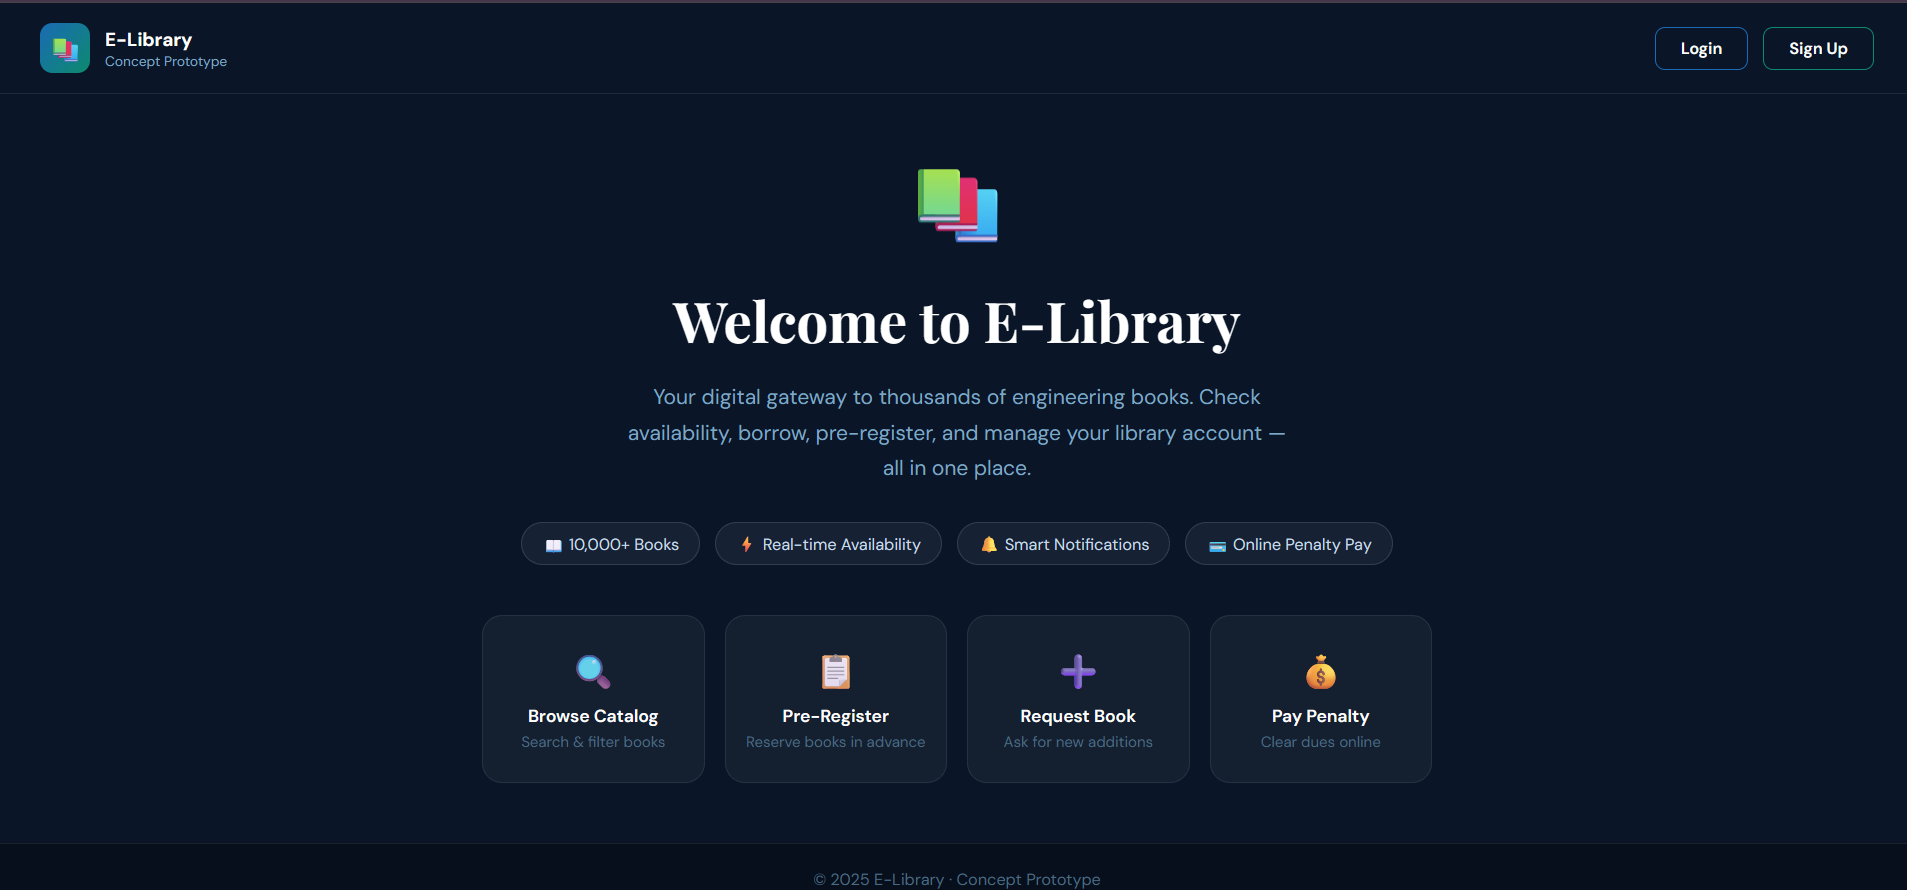 E-Library
Concept Prototype
Login
Sign Up
Welcome to E-Library
Your digital gateway to thousands of engineering books. Check
availability, borrow, pre-register, and manage your library account —
all in one place.
10,000+ Books
Real-time Availability
Smart Notifications
Online Penalty Pay
Browse Catalog
Search & filter books
Pre-Register
Reserve books in advance
Request Book
Ask for new additions
$
Pay Penalty
Clear dues online
© 2025 E-Library · Concept Prototype